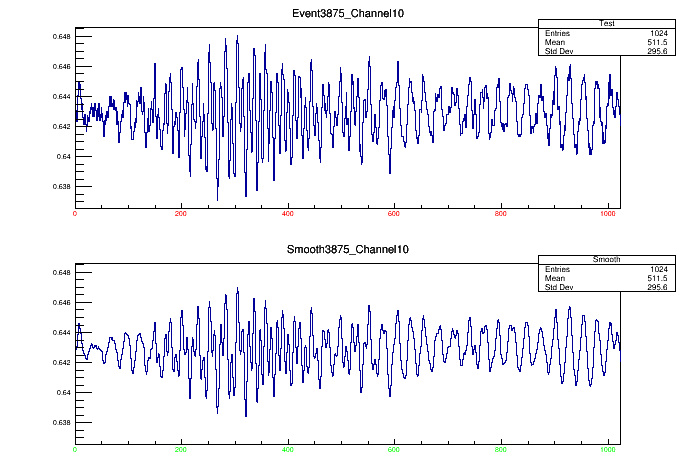 Event3875_Channel10
Test
Entries 1024
Mean 511.5
Std Dev 295.6
0.648
0.646
0.644
0.642
0.64
0.638
0 200 400 600 800 1000
Smooth3875_Channel10
Smooth
Entries 1024
Mean 511.5
Std Dev 295.6
0.648
0.646
0.644
0.642
0.64
0.638
0 200 400 600 800 1000